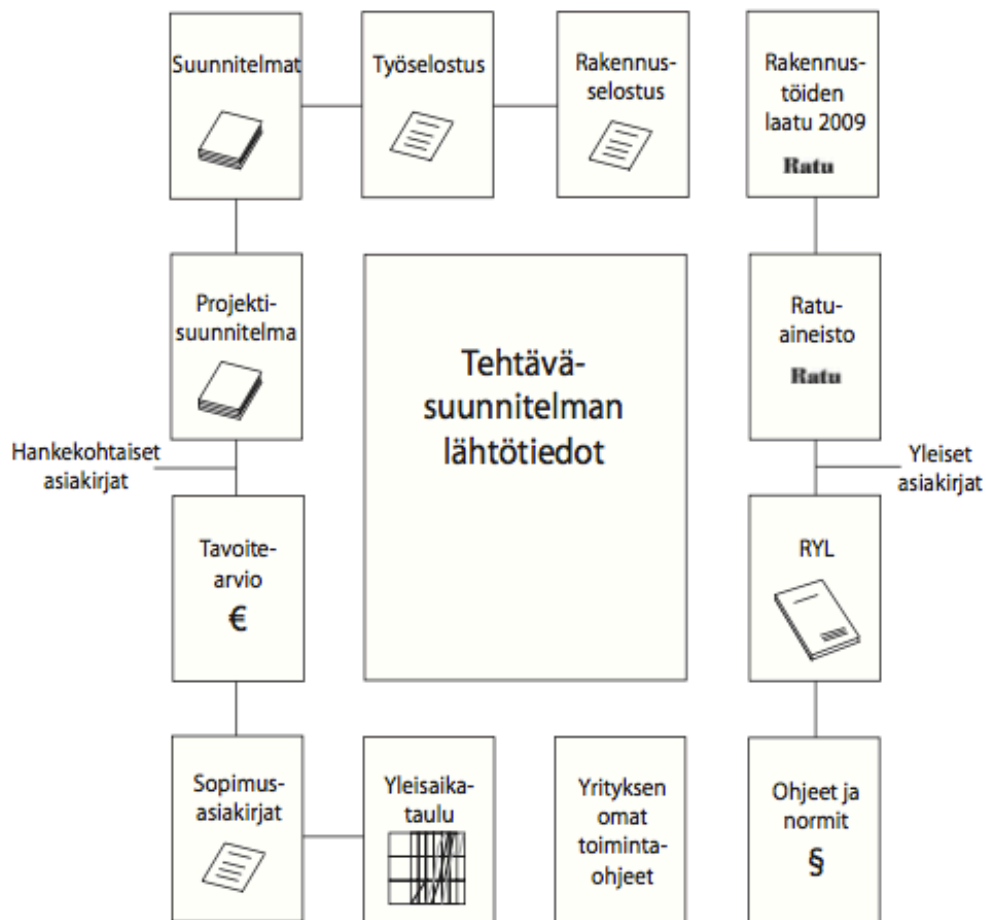 Suunnitelmat
Työselostus
Rakennus-
selostus
Rakennus-
töiden
laatu 2009
Ratu
Projekti-
suunnitelma
Tehtävä-
suunnitelman
lähtötiedot
Ratu-
aineisto
Ratu
Hankekohtaiset
asiakirjat
Yleiset
asiakirjat
Tavoite-
arvio
€
RYL
Sopimus-
asiakirjat
Yleisaika-
taulu
Yrityksen
omat
toiminta-
ohjeet
Ohjeet ja
normit
§